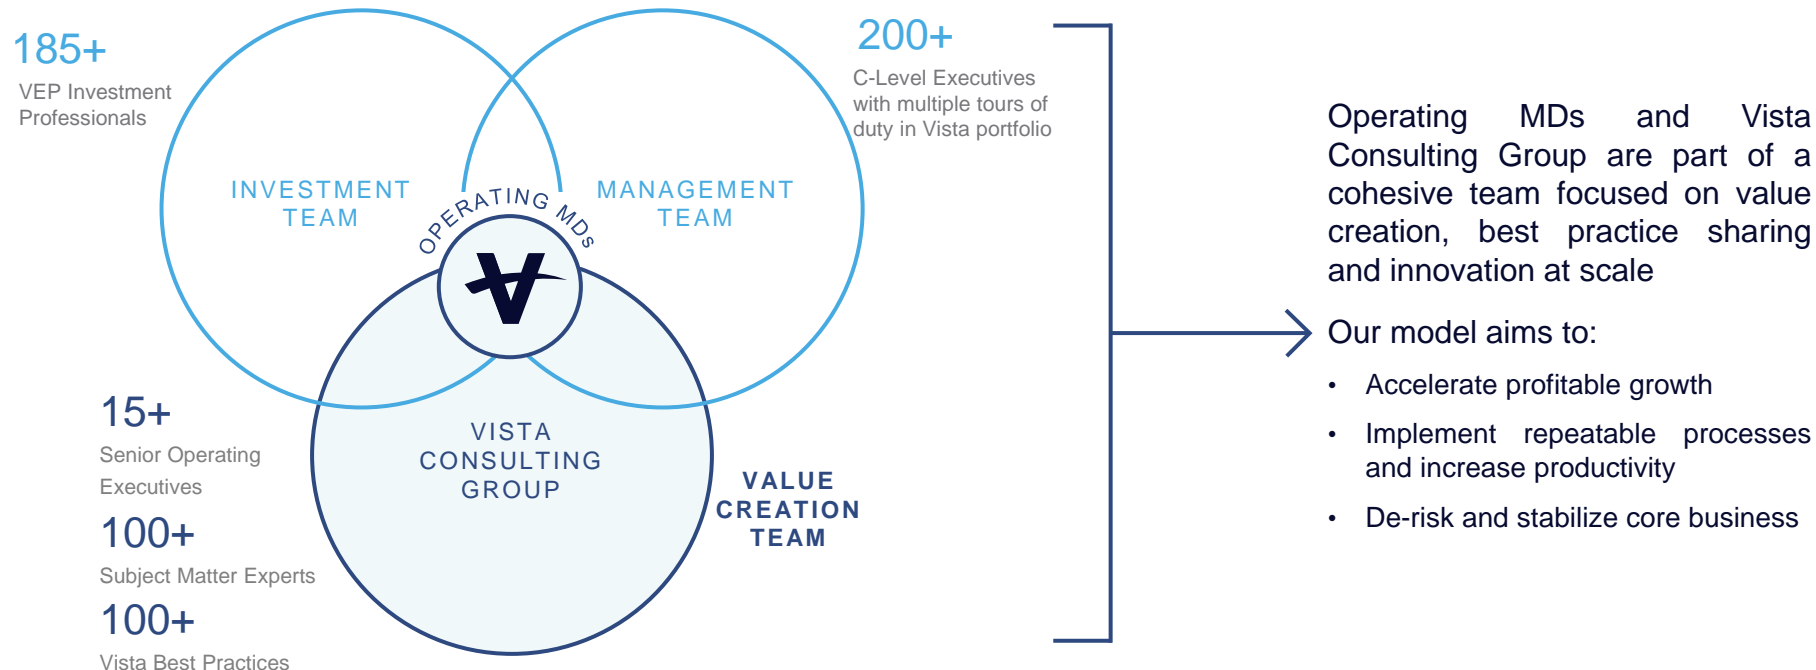 185+
VEP Investment
Professionals
200+
C-Level Executives
with multiple tours of
duty in Vista portfolio
INVESTMENT
TEAM
MANAGEMENT
TEAM
OPERATING MDs
V
15+
Senior Operating
Executives
100+
Subject Matter Experts
100+
Vista Best Practices
VISTA
CONSULTING
GROUP
VALUE
CREATION
TEAM
Operating MDs and Vista
Consulting Group are part of a
cohesive team focused on value
creation, best practice sharing
and innovation at scale
Our model aims to:
• Accelerate profitable growth
• Implement repeatable processes
and increase productivity
• De-risk and stabilize core business